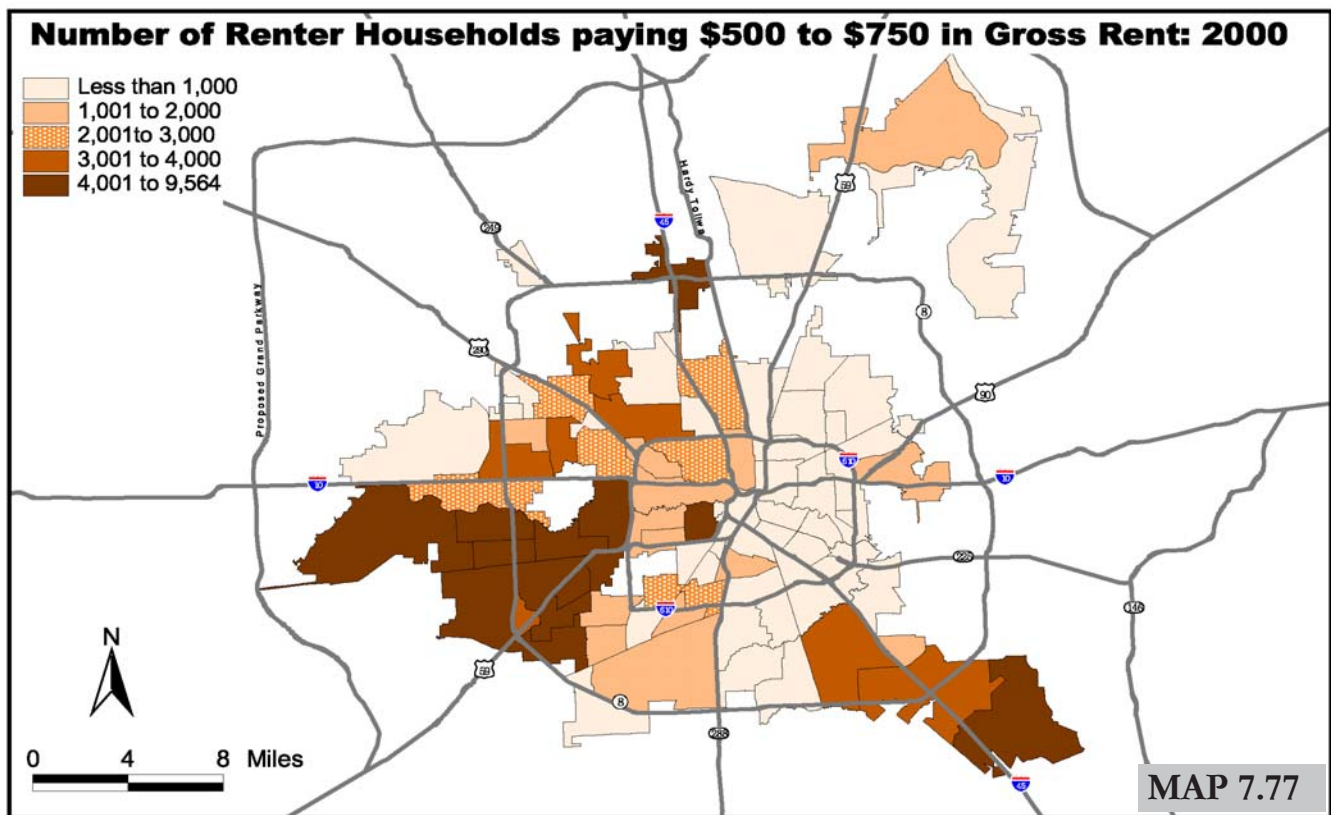 Number of Renter Households paying $500 to $750 in Gross Rent: 2000
Less than 1,000
1,001 to 2,000
2,001to 3,000
3,001 to 4,000
4,001 to 9,564
Hardy Tollwa
59
45
249
Proposed Grand Parkway
8
290
90
610
10
10
225
146
610
N
59
8
288
0 4 8 Miles
45
MAP 7.77